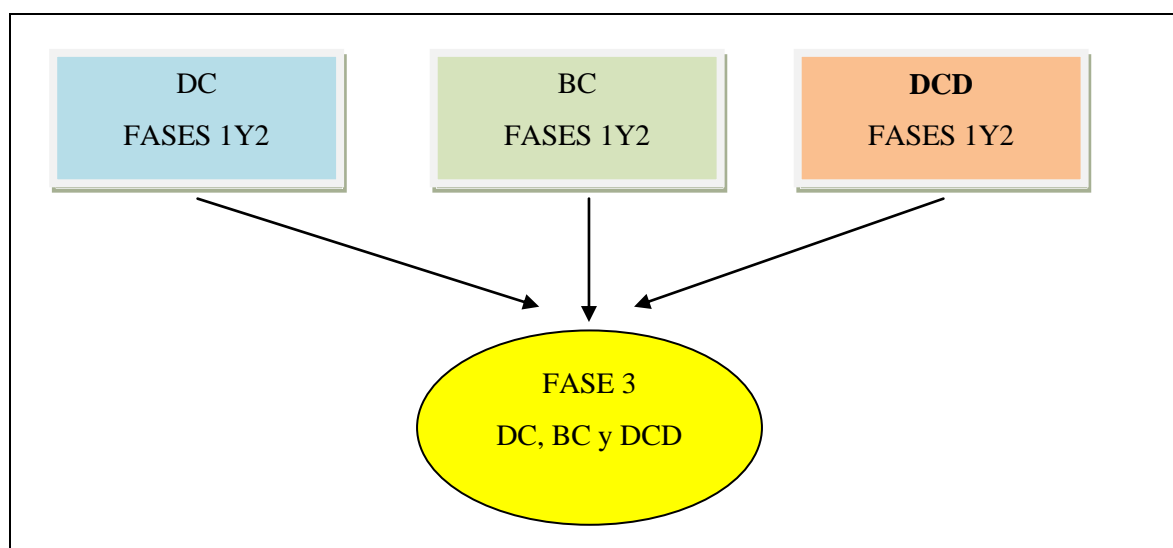 DC
FASES 1Y2
BC
FASES 1Y2
DCD
FASES 1Y2
FASE 3
DC, BC y DCD